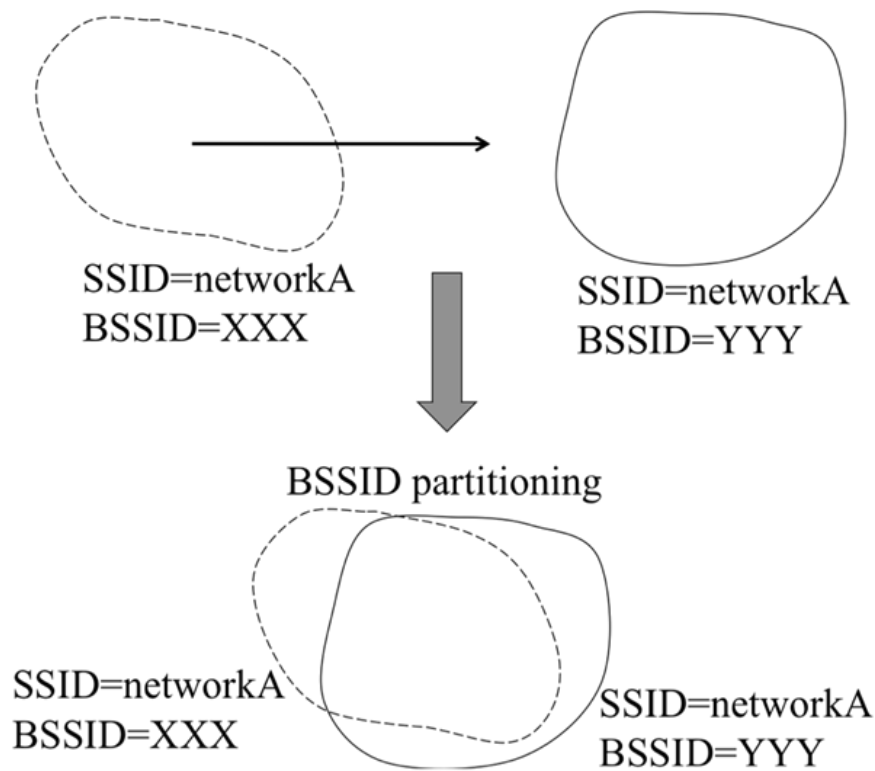 SSID=networkA
BSSID=XXX
SSID=networkA
BSSID=YYY
BSSID partitioning
SSID=networkA
BSSID=XXX
SSID=networkA
BSSID=YYY